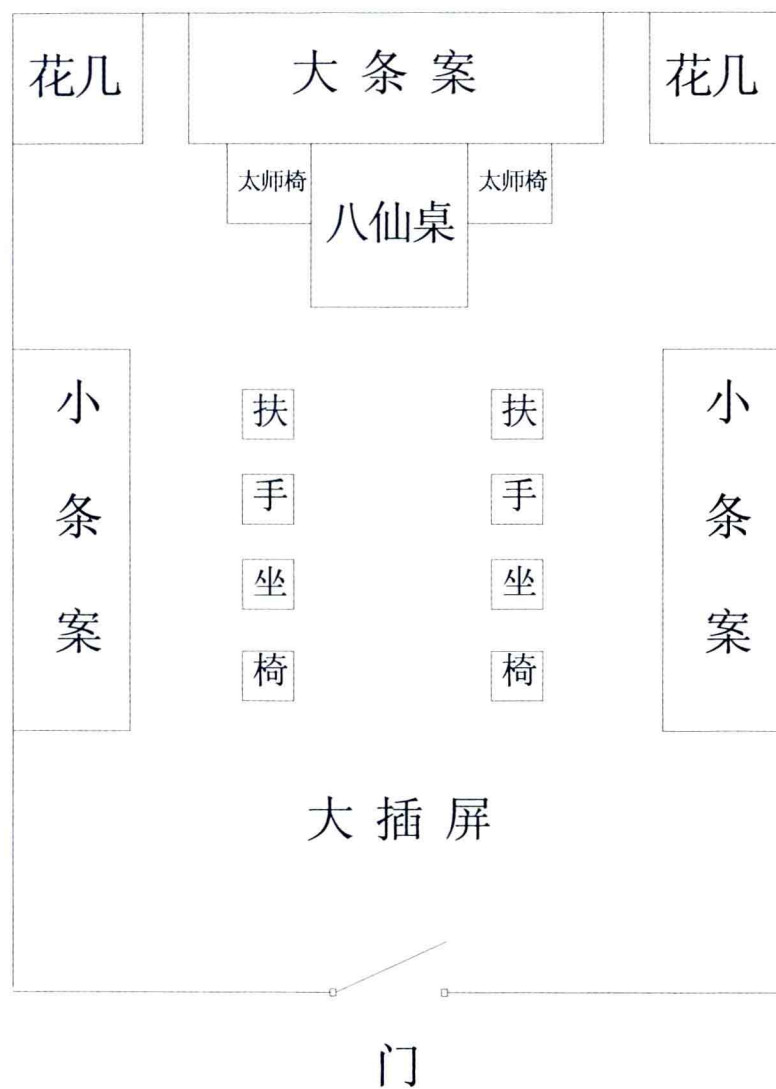 花几 大条案 花几
太师椅 八仙桌 太师椅
小条案 扶手坐椅 扶手坐椅 小条案
大插屏
门